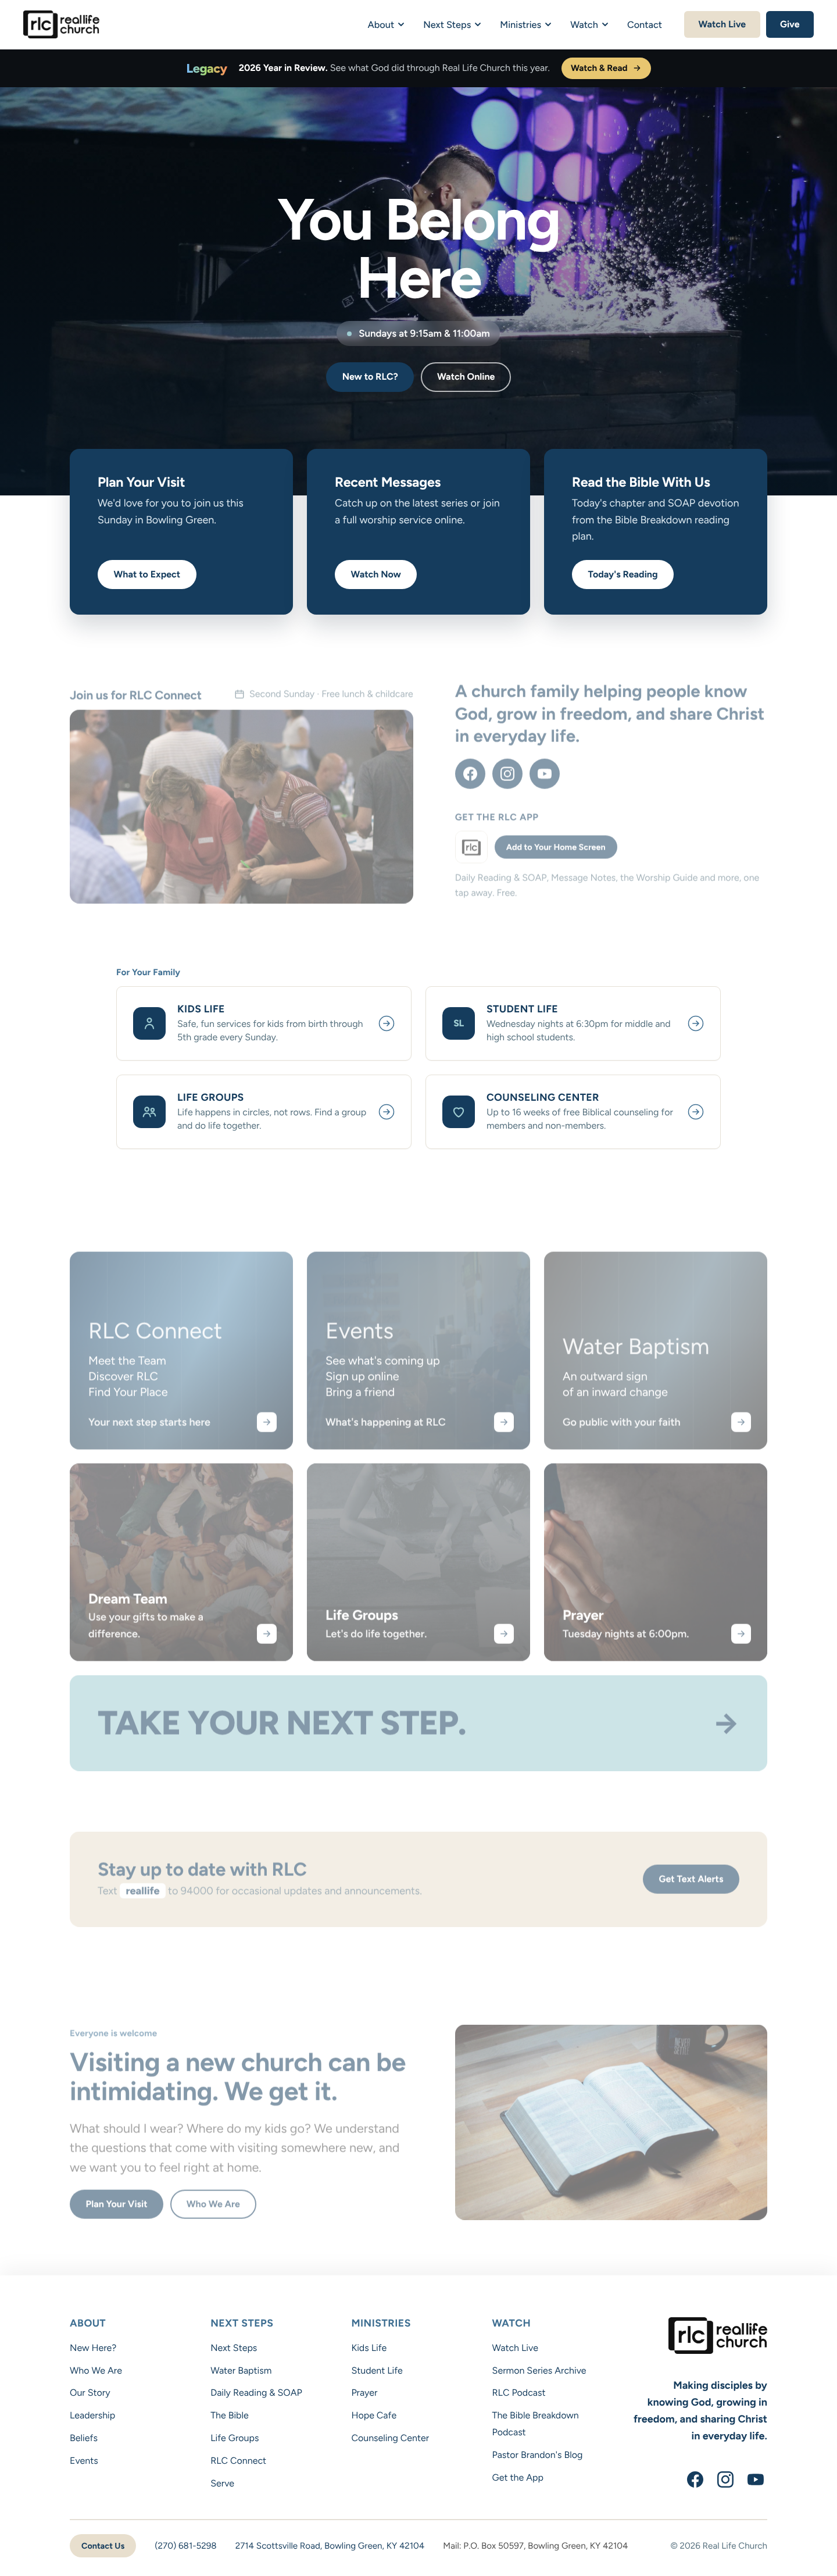 rlc reallife church
About Next Steps Ministries Watch Contact Watch Live Give
Legacy 2026 Year in Review. See what God did through Real Life Church this year. Watch & Read
You Belong
Here
Sundays at 9:15am & 11:00am
New to RLC? Watch Online
Plan Your Visit
We'd love for you to join us this
Sunday in Bowling Green.
What to Expect
Recent Messages
Catch up on the latest series or join
a full worship service online.
Watch Now
Read the Bible With Us
Today's chapter and SOAP devotion
from the Bible Breakdown reading
plan.
Today's Reading
Join us for RLC Connect
Second Sunday · Free lunch & childcare
A church family helping people know
God, grow in freedom, and share Christ
in everyday life.
GET THE RLC APP
rlc Add to Your Home Screen
Daily Reading & SOAP, Message Notes, the Worship Guide and more, one
tap away. Free.
For Your Family
KIDS LIFE
Safe, fun services for kids from birth through
5th grade every Sunday.
SL
STUDENT LIFE
Wednesday nights at 6:30pm for middle and
high school students.
LIFE GROUPS
Life happens in circles, not rows. Find a group
and do life together.
COUNSELING CENTER
Up to 16 weeks of free Biblical counseling for
members and non-members.
RLC Connect
Meet the Team
Discover RLC
Find Your Place
Your next step starts here
Events
See what's coming up
Sign up online
Bring a friend
What's happening at RLC
Water Baptism
An outward sign
of an inward change
Go public with your faith
Dream Team
Use your gifts to make a
difference.
Life Groups
Let's do life together.
Prayer
Tuesday nights at 6:00pm.
TAKE YOUR NEXT STEP.
Stay up to date with RLC
Text reallife to 94000 for occasional updates and announcements.
Get Text Alerts
Everyone is welcome
Visiting a new church can be
intimidating. We get it.
What should I wear? Where do my kids go? We understand
the questions that come with visiting somewhere new, and
we want you to feel right at home.
Plan Your Visit Who We Are
ABOUT
New Here?
Who We Are
Our Story
Leadership
Beliefs
Events
NEXT STEPS
Next Steps
Water Baptism
Daily Reading & SOAP
The Bible
Life Groups
RLC Connect
Serve
MINISTRIES
Kids Life
Student Life
Prayer
Hope Cafe
Counseling Center
WATCH
Watch Live
Sermon Series Archive
RLC Podcast
The Bible Breakdown
Podcast
Pastor Brandon's Blog
Get the App
rlc reallife church
Making disciples by
knowing God, growing in
freedom, and sharing Christ
in everyday life.
Contact Us (270) 681-5298 2714 Scottsville Road, Bowling Green, KY 42104 Mail: P.O. Box 50597, Bowling Green, KY 42104 © 2026 Real Life Church